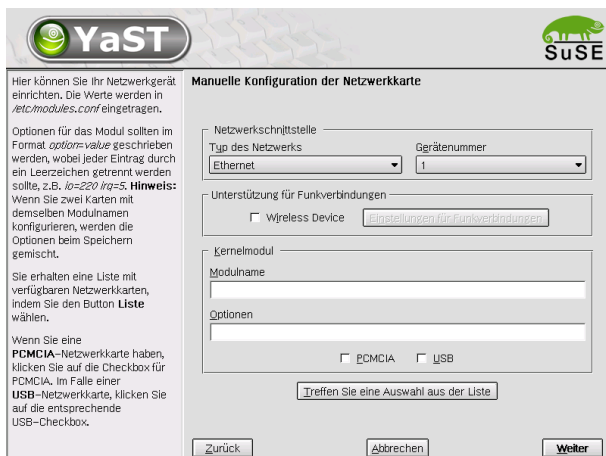 YaST
SuSE
Hier können Sie Ihr Netzwerkgerät
einrichten. Die Werte werden in
/etc/modules.conf eingetragen.
Optionen für das Modul sollten im
Format option=value geschrieben
werden, wobei jeder Eintrag durch
ein Leerzeichen getrennt werden
sollte, z.B. io=220 irq=5. Hinweis:
Wenn Sie zwei Karten mit
demselben Modulnamen
konfigurieren, werden die
Optionen beim Speichern
gemischt.
Sie erhalten eine Liste mit
verfügbaren Netzwerkkarten,
indem Sie den Button Liste
wählen.
Wenn Sie eine
PCMCIA-Netzwerkkarte haben,
klicken Sie auf die Checkbox für
PCMCIA. Im Falle einer
USB-Netzwerkkarte, klicken Sie
auf die entsprechende
USB-Checkbox.
Manuelle Konfiguration der Netzwerkkarte
Netzwerkschnittstelle
Typ des Netzwerks
Gerätenummer
Ethernet
1
Unterstützung für Funkverbindungen
Wireless Device
Einstellungen für Funkverbindungen
Kernelmodul
Modulname
Optionen
PCMCIA
USB
Treffen Sie eine Auswahl aus der Liste
Zurück
Abbrechen
Weiter